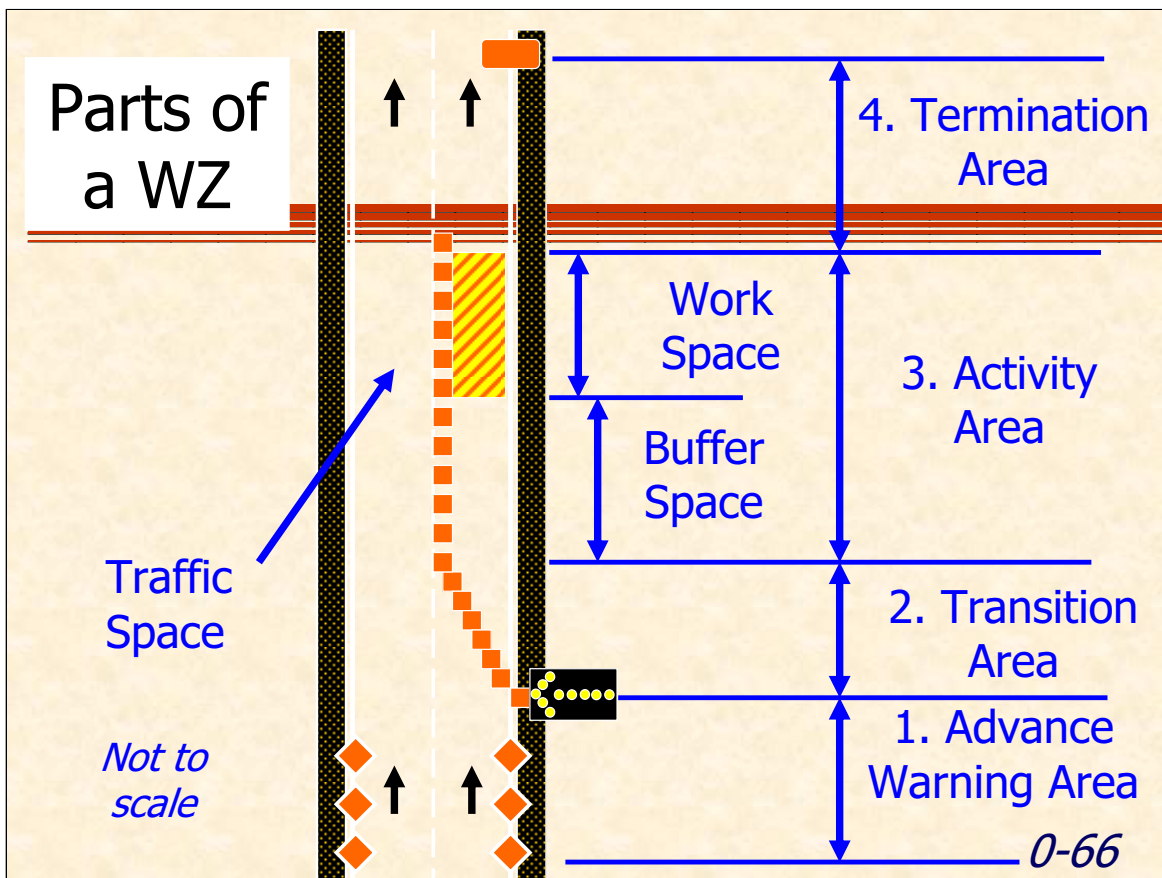 Parts of
a WZ
4. Termination
Area
Work
Space
3. Activity
Area
Buffer
Space
Traffic
Space
2. Transition
Area
1. Advance
Warning Area
Not to
scale
0-66